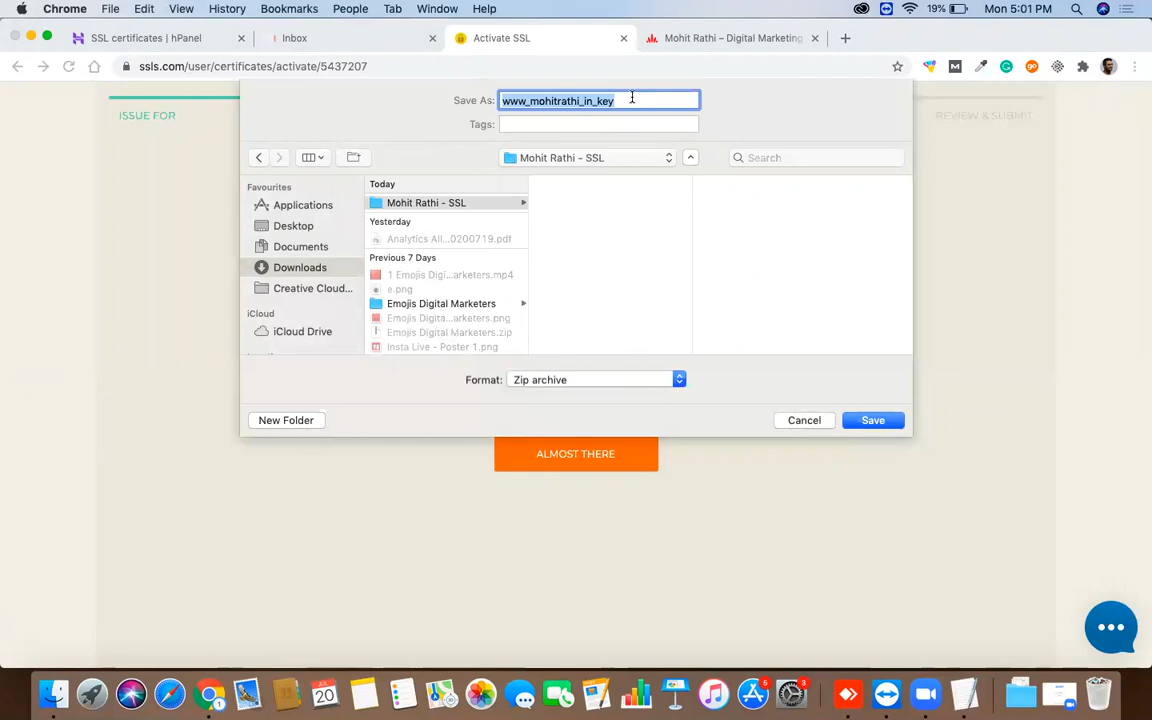 Chrome File Edit View History Bookmarks People Tab Window Help 19% Mon 5:01 PM
SSL certificates | hPanel Inbox Activate SSL Mohit Rathi – Digital Marketing
ssls.com/user/certificates/activate/5437207
ISSUE FOR
REVIEW & SUBMIT
Save As: www_mohitrathi_in_key
Tags:
Mohit Rathi - SSL
Search
Favourites
Applications
Desktop
Documents
Downloads
Creative Cloud...
iCloud
iCloud Drive
Today
Mohit Rathi - SSL
Yesterday
Analytics All...0200719.pdf
Previous 7 Days
1 Emojis Digi...arketers.mp4
e.png
Emojis Digital Marketers
Emojis Digita...arketers.png
Emojis Digital Marketers.zip
Insta Live - Poster 1.png
Format: Zip archive
New Folder Cancel Save
ALMOST THERE
20